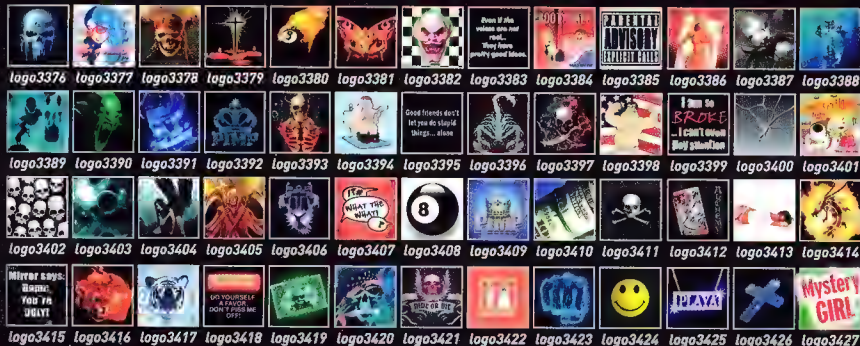 Even if the
voices are not
real...
They have
pretty good ideas.
PARENTAL
ADVISORY
EXPLICIT CALLS
logo3376 logo3377 logo3378 logo3379 logo3380 logo3381 logo3382 logo3383 logo3384 logo3385 logo3386 logo3387 logo3388
PIMP
Good friends don't
let you do stupid
things... alone
I am so
BROKE
...I can't even
Pay attention
logo3389 logo3390 logo3391 logo3392 logo3393 logo3394 logo3395 logo3396 logo3397 logo3398 logo3399 logo3400 logo3401
WHAT THE
WHAT!
8
logo3402 logo3403 logo3404 logo3405 logo3406 logo3407 logo3408 logo3409 logo3410 logo3411 logo3412 logo3413 logo3414
Mirror says:
You're
UGLY!
DO YOURSELF
A FAVOR,
DON'T PISS ME
OFF!
RIDE OR DIE
PLAYA
Mystery
GIRL
logo3415 logo3416 logo3417 logo3418 logo3419 logo3420 logo3421 logo3422 logo3423 logo3424 logo3425 logo3426 logo3427